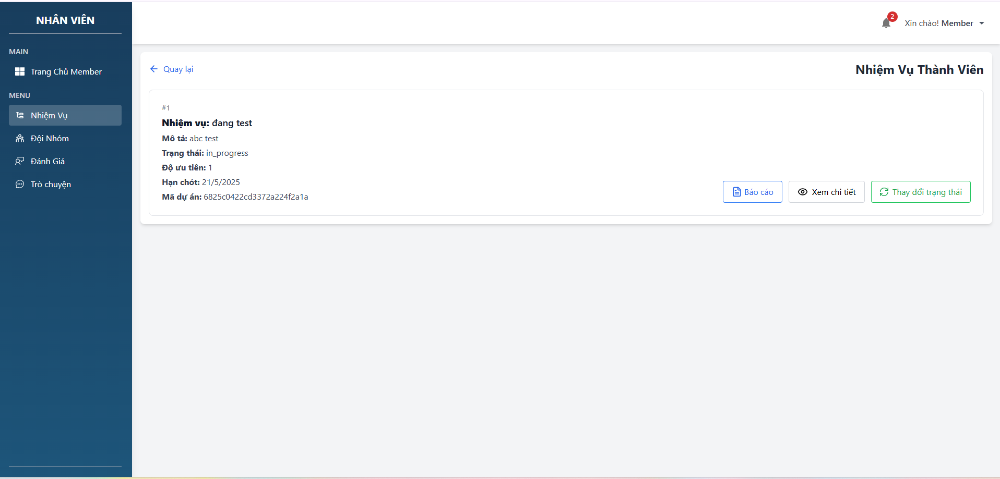 NHÂN VIÊN
MAIN
Trang Chủ Member
MENU
Nhiệm Vụ
Đội Nhóm
Đánh Giá
Trò chuyện
2
Xin chào! Member
Quay lại
Nhiệm Vụ Thành Viên
#1
Nhiệm vụ: đang test
Mô tả: abc test
Trạng thái: in_progress
Độ ưu tiên: 1
Hạn chót: 21/5/2025
Mã dự án: 6825c0422cd3372a224f2a1a
Báo cáo
Xem chi tiết
Thay đổi trạng thái